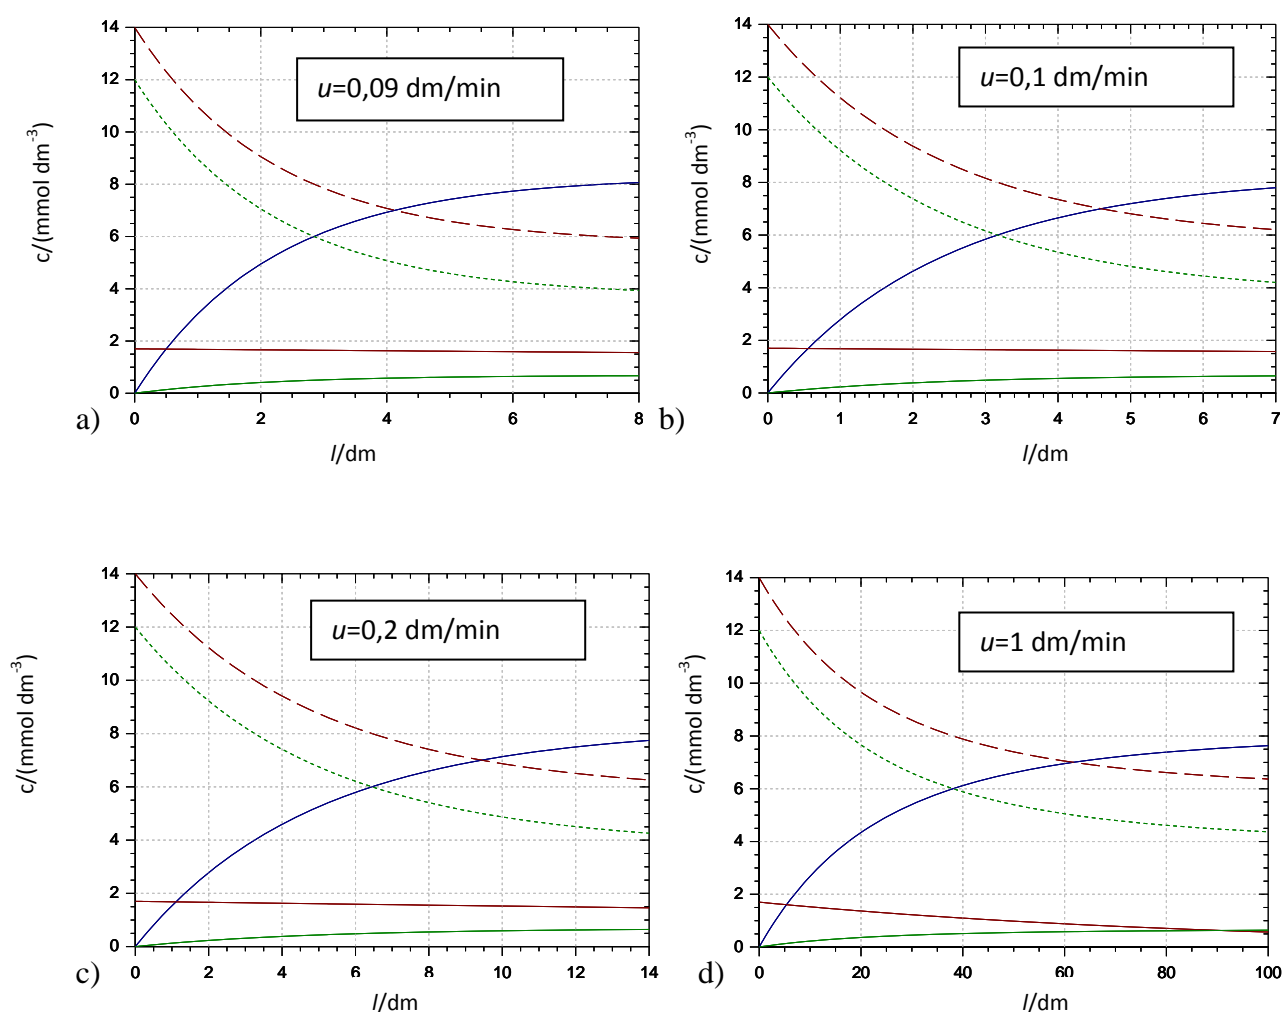 14
12
10
8
6
4
2
0
c/(mmol dm-3)
u=0,09 dm/min
0 2 4 6 8
l/dm
a)
14
12
10
8
6
4
2
0
c/(mmol dm-3)
u=0,1 dm/min
0 1 2 3 4 5 6 7
l/dm
b)
14
12
10
8
6
4
2
0
c/(mmol dm-3)
u=0,2 dm/min
0 2 4 6 8 10 12 14
l/dm
c)
14
12
10
8
6
4
2
0
c/(mmol dm-3)
u=1 dm/min
0 20 40 60 80 100
l/dm
d)